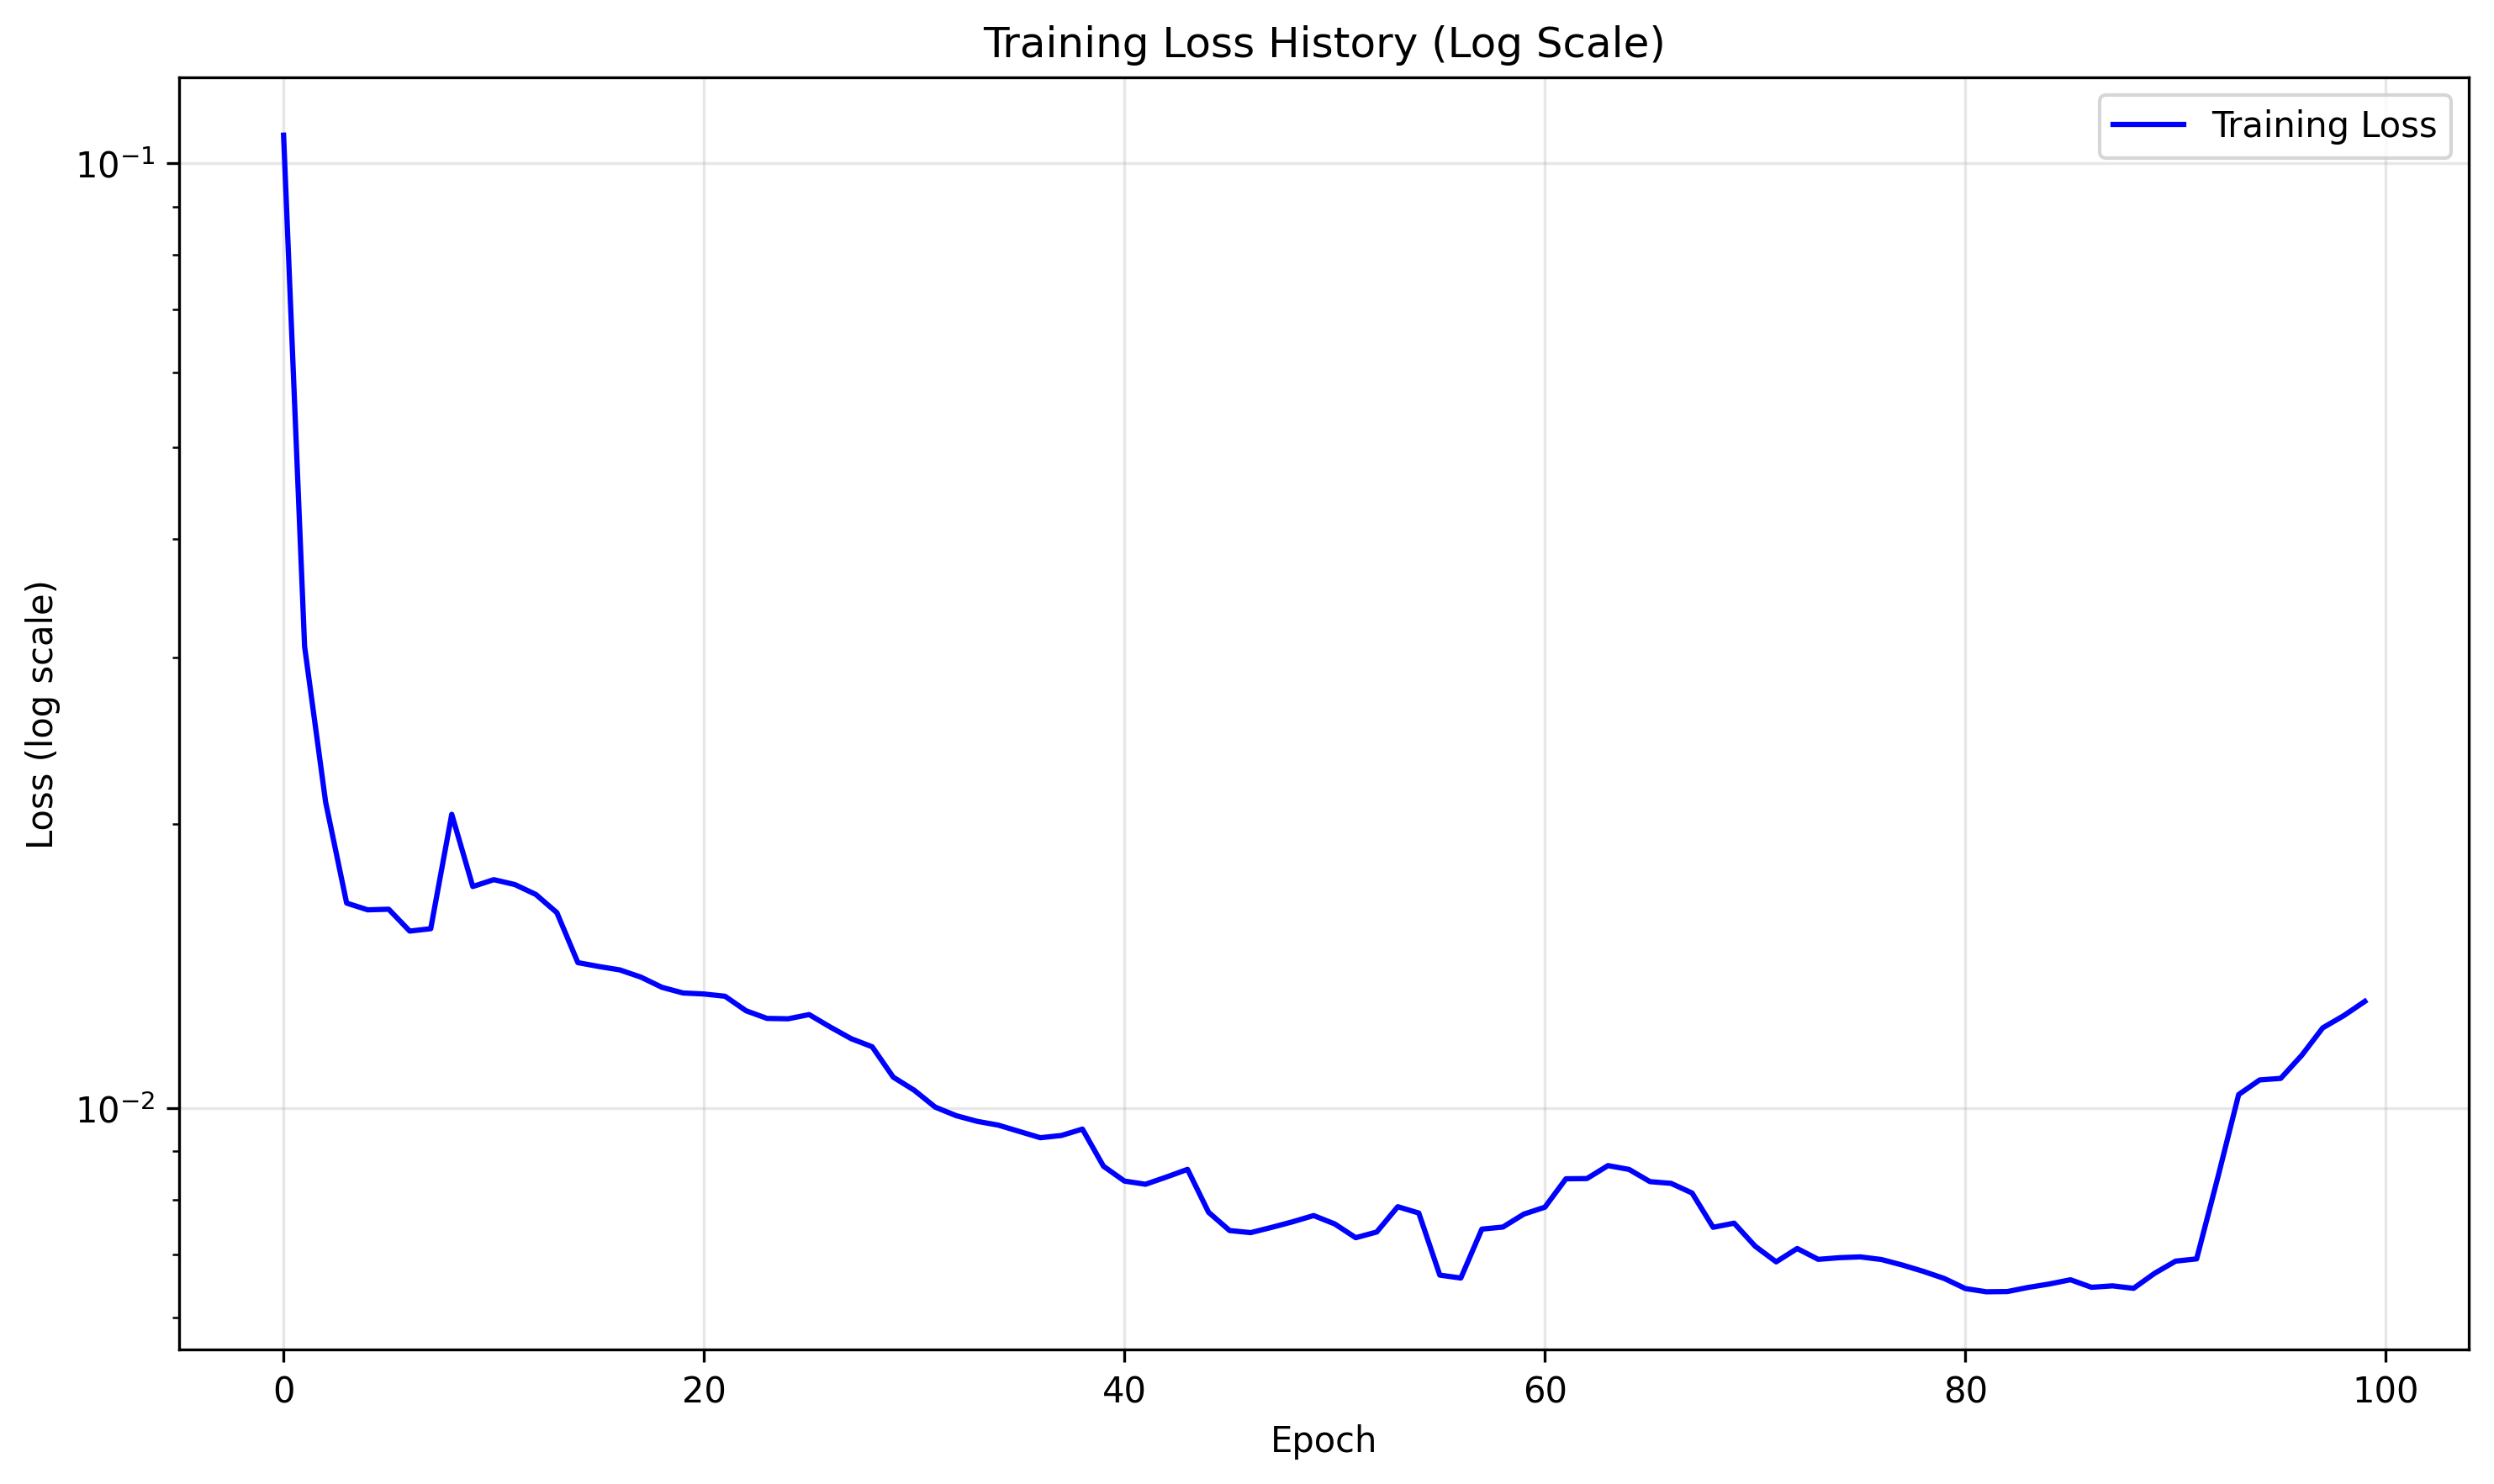 Training Loss History (Log Scale)
Training Loss
10⁻¹
10⁻²
Loss (log scale)
0 20 40 60 80 100
Epoch